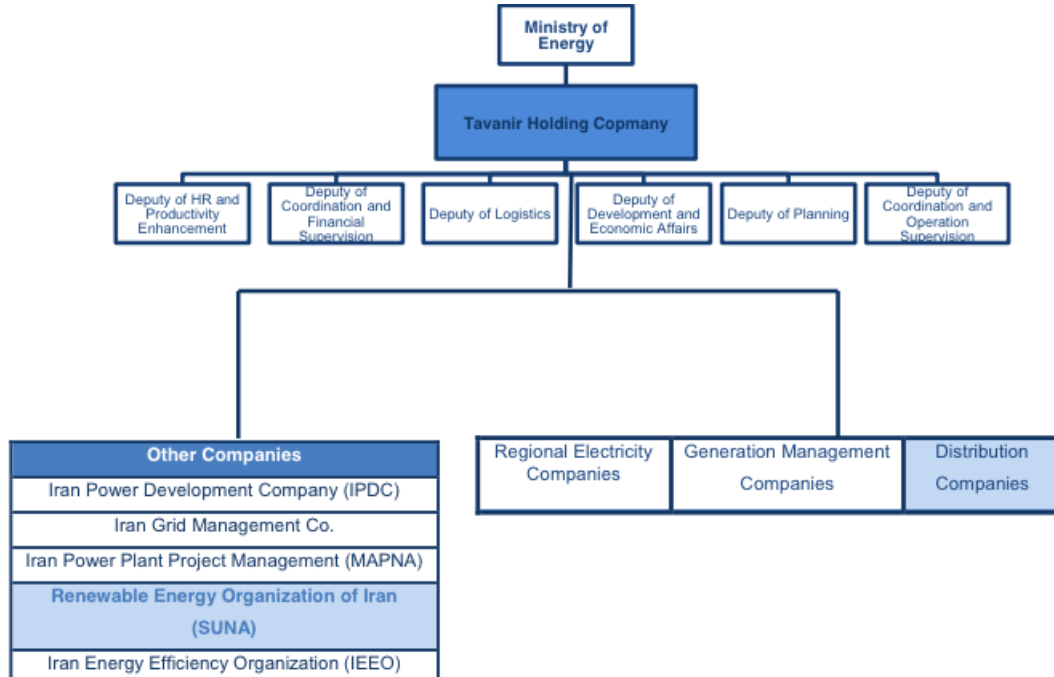 Ministry of
Energy
Tavanir Holding Copmany
Deputy of HR and
Productivity
Enhancement
Deputy of
Coordination and
Financial
Supervision
Deputy of Logistics
Deputy of
Development and
Economic Affairs
Deputy of Planning
Deputy of
Coordination and
Operation
Supervision
Other Companies
Iran Power Development Company (IPDC)
Iran Grid Management Co.
Iran Power Plant Project Management (MAPNA)
Renewable Energy Organization of Iran
(SUNA)
Iran Energy Efficiency Organization (IEEO)
Regional Electricity
Companies
Generation Management
Companies
Distribution
Companies